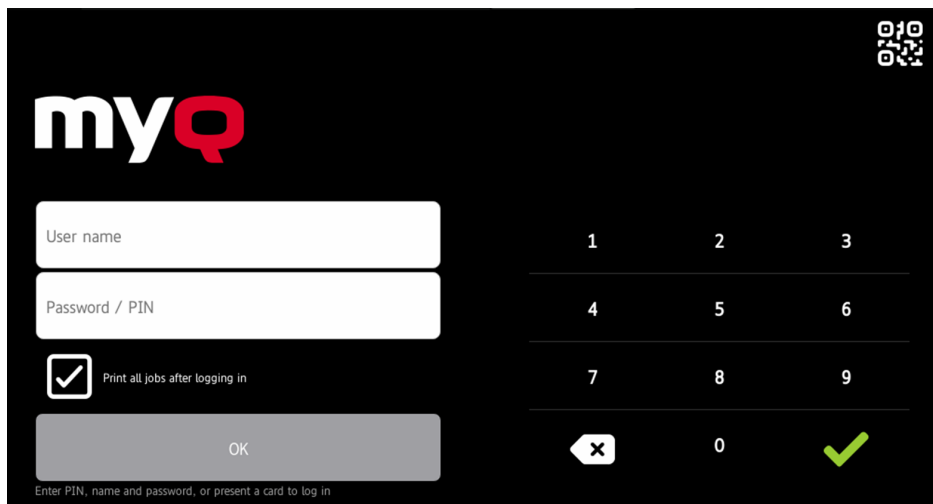 myQ
User name
Password / PIN
Print all jobs after logging in
OK
Enter PIN, name and password, or present a card to log in
1 2 3
4 5 6
7 8 9
0